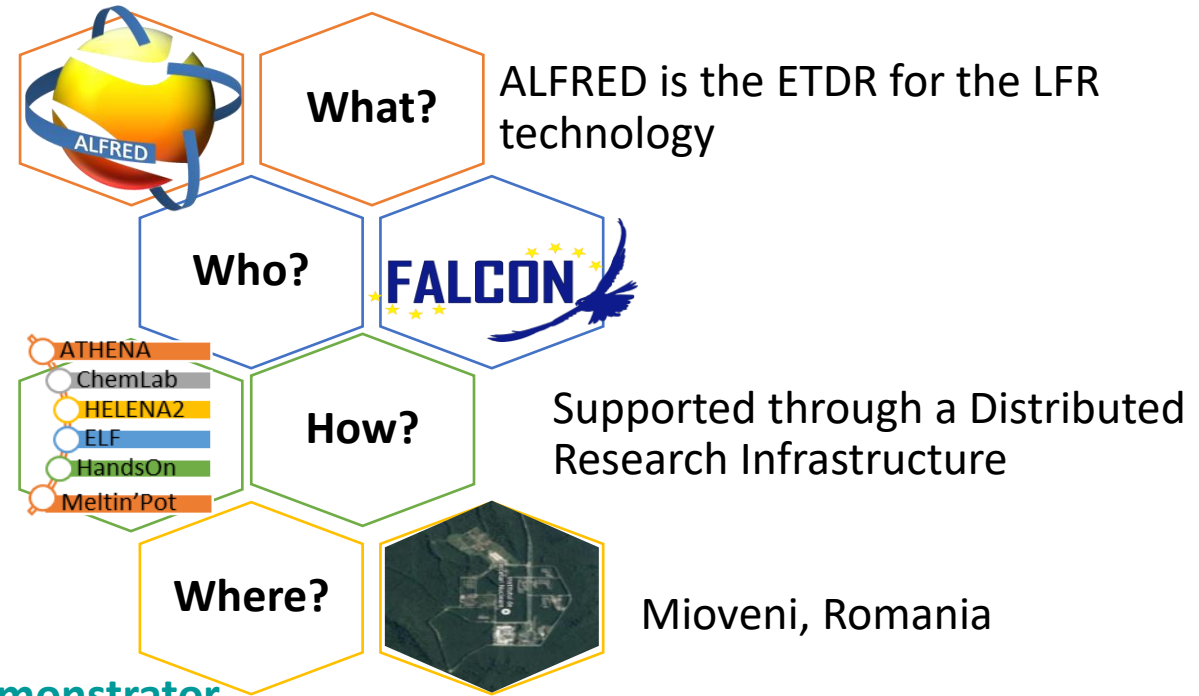 ALFRED
What?
ALFRED is the ETDR for the LFR
technology
Who?
FALCON
ATHENA
ChemLab
HELENA2
ELF
HandsOn
Meltin'Pot
How?
Supported through a Distributed
Research Infrastructure
Where?
Mioveni, Romania